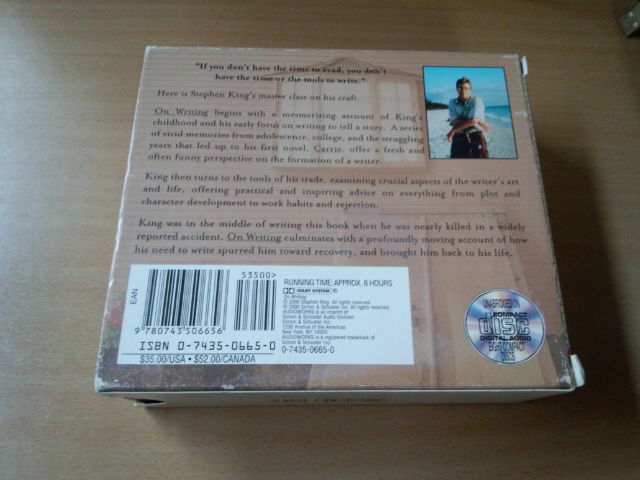 "If you don't have the time to read, you don't
have the time or the tools to write."
Here is Stephen King's master class on his craft.
On Writing begins with a mesmerizing account of King's
childhood and his early focus on writing to tell a story. A series
of vivid memories from adolescence, college, and the struggling
years that led up to his first novel, Carrie, offer a fresh and
often funny perspective on the formation of a writer.
King then turns to the tools of his trade, examining crucial aspects of the writer's art
and life, offering practical and inspiring advice on everything from plot and
character development to work habits and rejection.
King was in the middle of writing this book when he was nearly killed in a widely
reported accident. On Writing culminates with a profoundly moving account of how
his need to write spurred him toward recovery, and brought him back to his life.
EAN
53500>
9 780743 506656
ISBN 0-7435-0665-0
$35.00/USA • $52.00/CANADA
RUNNING TIME: APPROX. 8 HOURS
DOLBY SYSTEM ®
On Writing
© 2000 Stephen King. All rights reserved.
℗ 2000 Simon & Schuster Inc. All rights reserved.
AUDIOWORKS is an imprint of
Simon & Schuster Audio Division
Simon & Schuster Inc.
1230 Avenue of the Americas
New York, NY 10020
AUDIOWORKS is a registered trademark of
Simon & Schuster Inc.
0-7435-0665-0
UNABRIDGED ON
COMPACT
disc
DIGITAL AUDIO
EIGHT COMPACT
DISCS